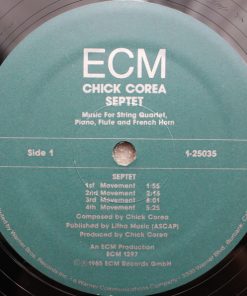 ECM
CHICK COREA
SEPTET
Music For String Quartet,
Piano, Flute and French Horn
Side 1
1-25035
SEPTET
1st Movement 1:56
2nd Movement 2:16
3rd Movement 8:01
4th Movement 5:25
Composed by Chick Corea
Published by Litha Music (ASCAP)
Produced by Chick Corea
An ECM Production
ECM 1297
℗© 1985 ECM Records GmbH